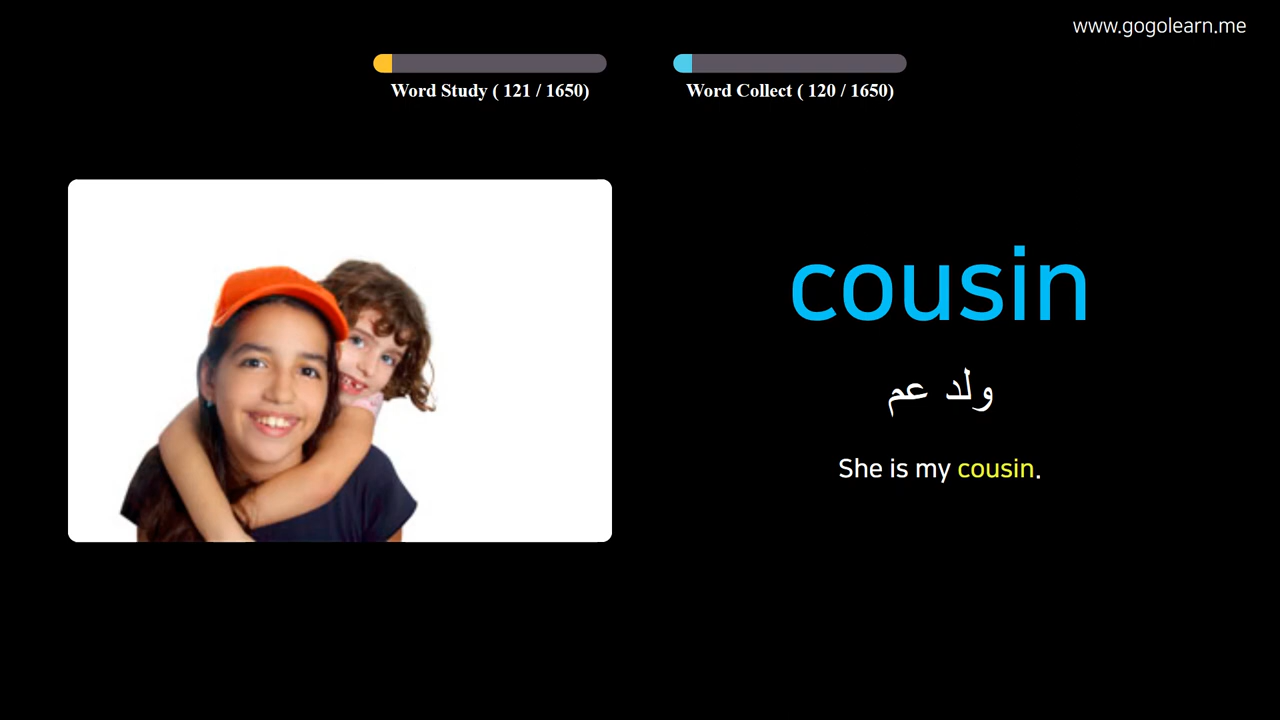 www.gogolearn.me
Word Study ( 121 / 1650)
Word Collect ( 120 / 1650)
cousin
ولد عم
She is my cousin.